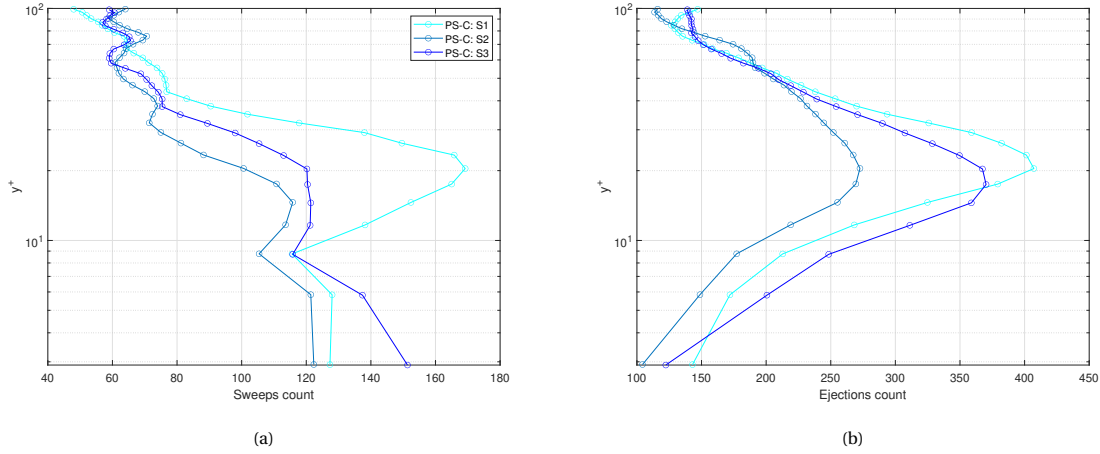 10²
10¹
y⁺
40 60 80 100 120 140 160 180
Sweeps count
PS-C: S1
PS-C: S2
PS-C: S3
(a)
10²
10¹
y⁺
100 150 200 250 300 350 400 450
Ejections count
(b)